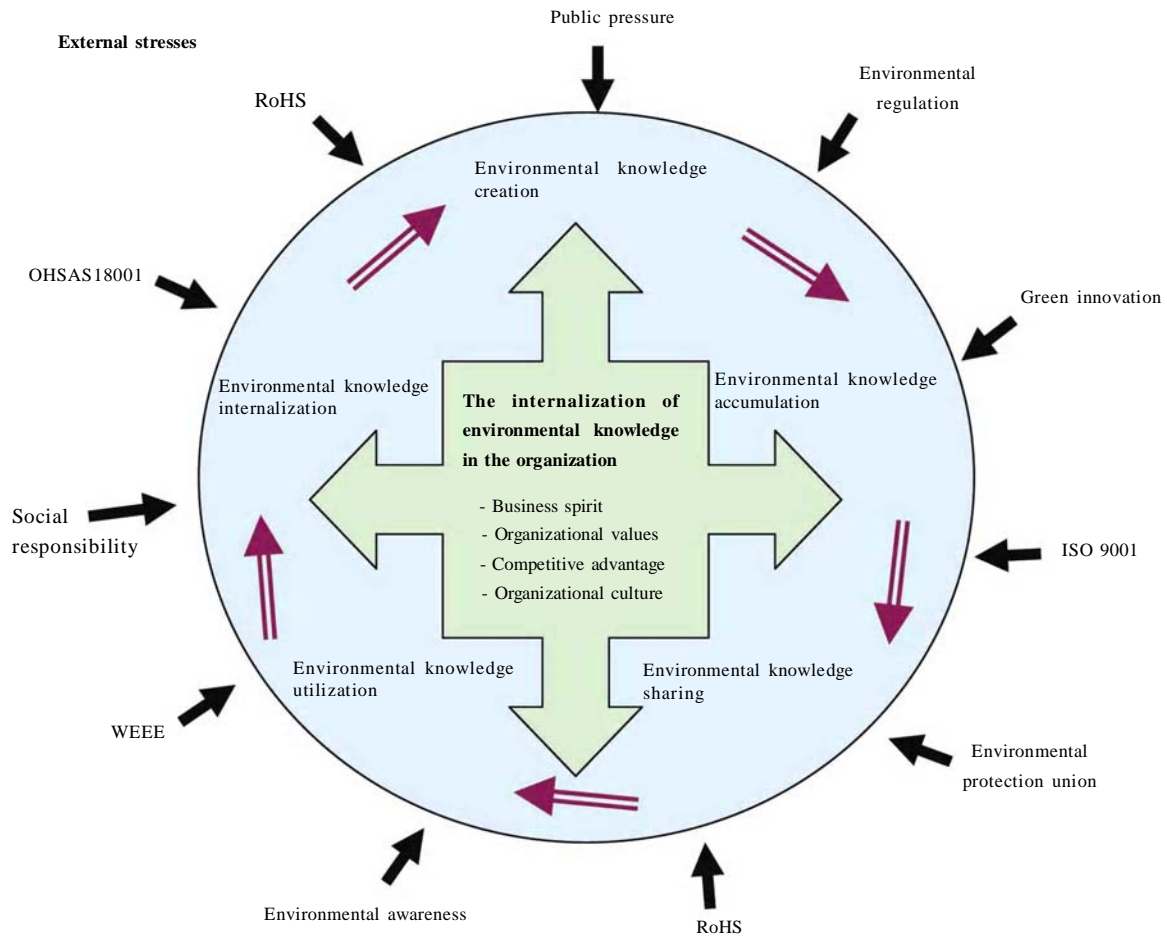 Public pressure
External stresses
Environmental
regulation
RoHS
Environmental knowledge
creation
OHSAS18001
Green innovation
Environmental knowledge
internalization
Environmental knowledge
accumulation
The internalization of
environmental knowledge
in the organization
- Business spirit
- Organizational values
- Competitive advantage
- Organizational culture
Social
responsibility
ISO 9001
Environmental knowledge
utilization
Environmental knowledge
sharing
WEEE
Environmental
protection union
Environmental awareness
RoHS